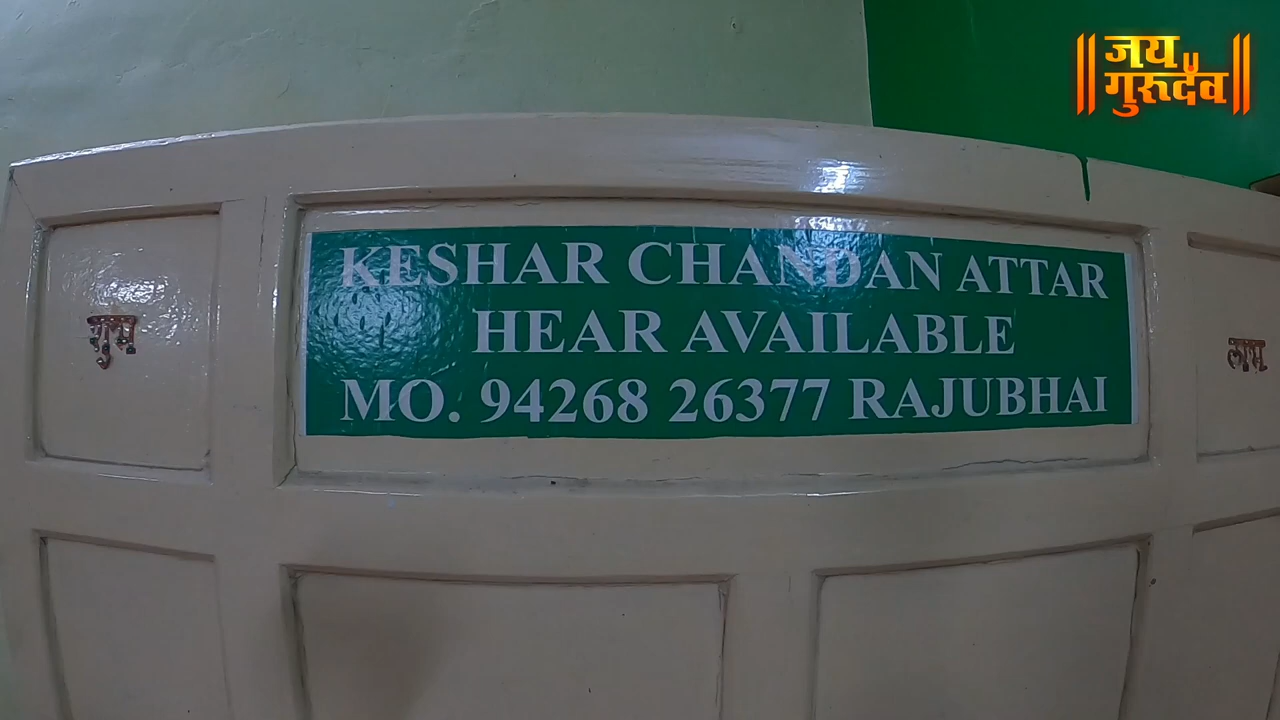 || जय गुरूदेव ||
KESHAR CHANDAN ATTAR
HEAR AVAILABLE
MO. 94268 26377 RAJUBHAI
शुभ
लाभ